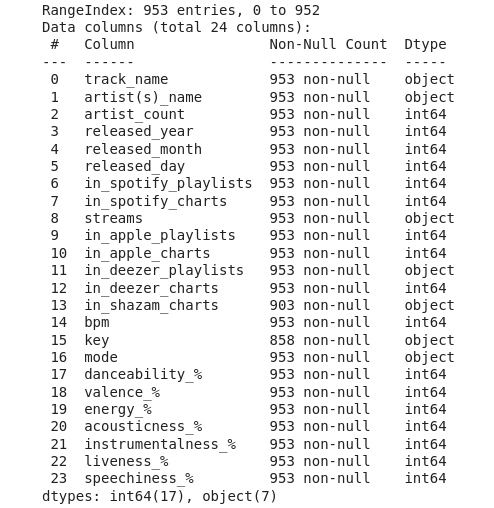 RangeIndex: 953 entries, 0 to 952
Data columns (total 24 columns):
 #   Column                Non-Null Count  Dtype
---  ------                --------------  -----
 0   track_name            953 non-null    object
 1   artist(s)_name        953 non-null    object
 2   artist_count          953 non-null    int64
 3   released_year         953 non-null    int64
 4   released_month        953 non-null    int64
 5   released_day          953 non-null    int64
 6   in_spotify_playlists  953 non-null    int64
 7   in_spotify_charts     953 non-null    int64
 8   streams               953 non-null    object
 9   in_apple_playlists    953 non-null    int64
 10  in_apple_charts       953 non-null    int64
 11  in_deezer_playlists   953 non-null    object
 12  in_deezer_charts      953 non-null    int64
 13  in_shazam_charts      903 non-null    object
 14  bpm                   953 non-null    int64
 15  key                   858 non-null    object
 16  mode                  953 non-null    object
 17  danceability_%        953 non-null    int64
 18  valence_%             953 non-null    int64
 19  energy_%              953 non-null    int64
 20  acousticness_%        953 non-null    int64
 21  instrumentalness_%    953 non-null    int64
 22  liveness_%            953 non-null    int64
 23  speechiness_%         953 non-null    int64
dtypes: int64(17), object(7)